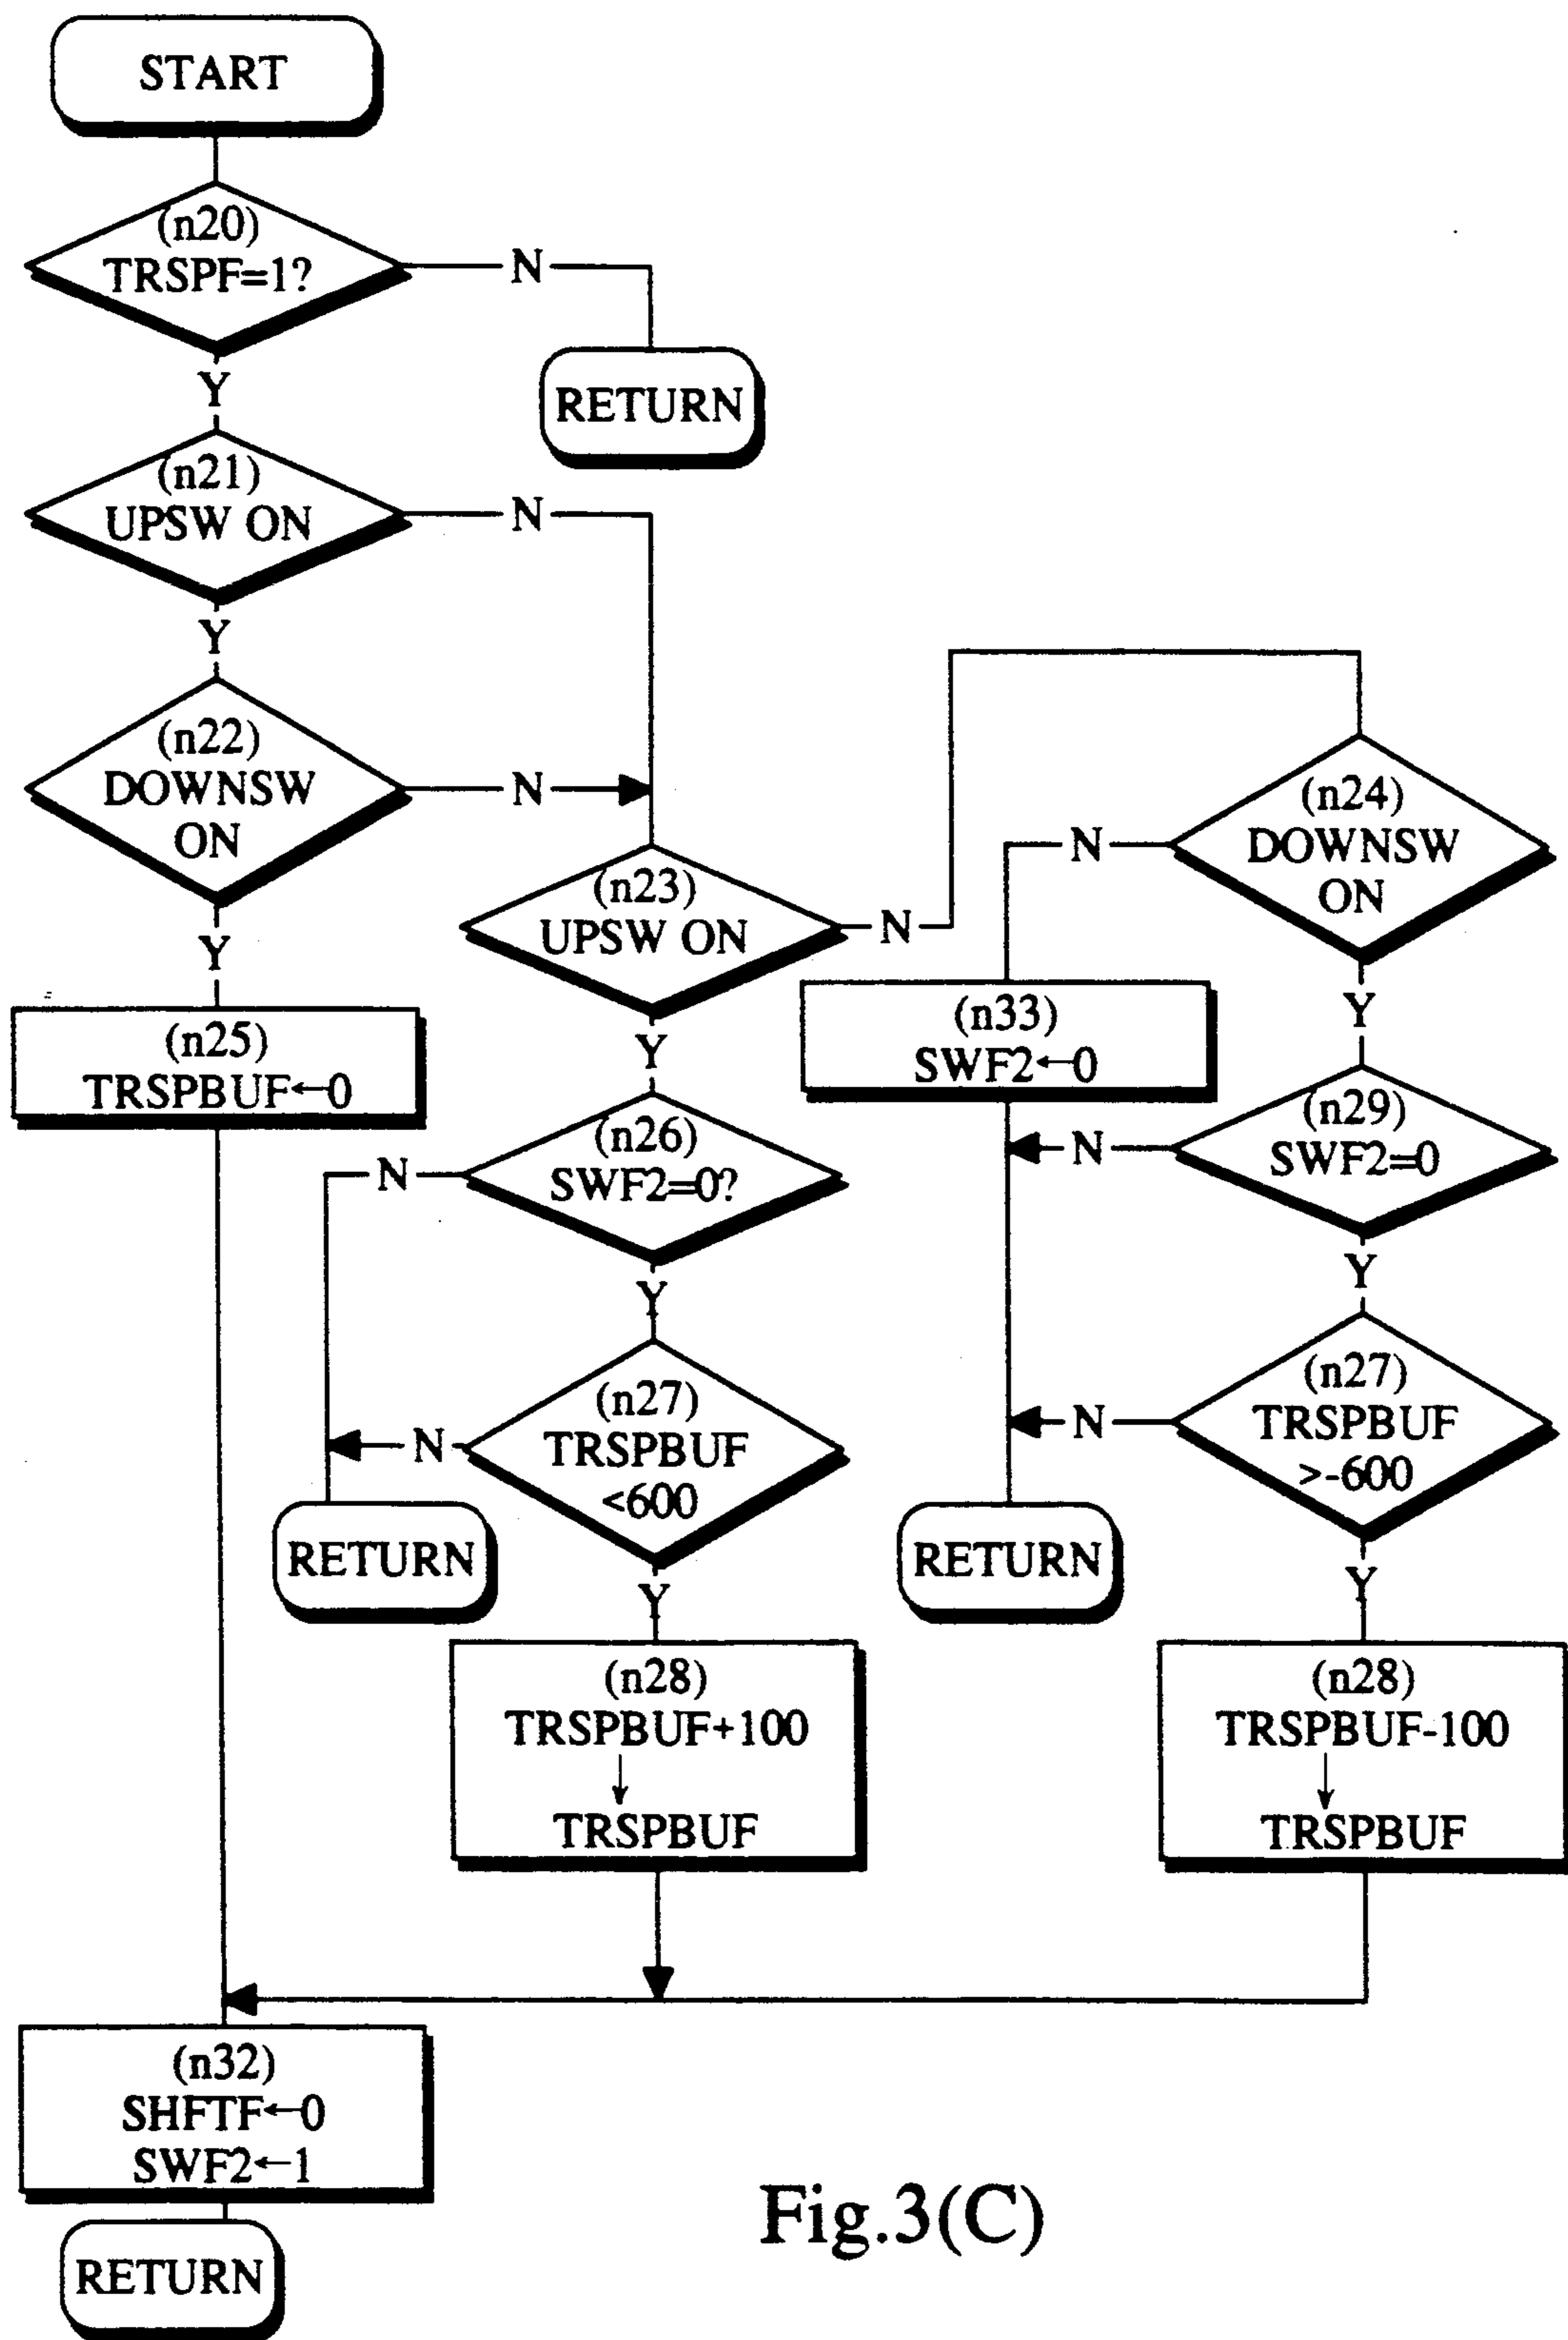 START
(n20)
TRSPF=1?
N
RETURN
Y
(n21)
UPSW ON
N
Y
(n22)
DOWNSW
ON
N
Y
(n25)
TRSPBUF←0
(n23)
UPSW ON
N
Y
(n24)
DOWNSW
ON
N
Y
(n33)
SWF2←0
(n26)
SWF2=0?
N
Y
(n29)
SWF2=0
N
Y
(n27)
TRSPBUF
<600
N
RETURN
Y
(n27)
TRSPBUF
>-600
N
RETURN
Y
(n28)
TRSPBUF+100
↓
TRSPBUF
(n28)
TRSPBUF-100
↓
TRSPBUF
(n32)
SHFTF←0
SWF2←1
RETURN
Fig.3(C)